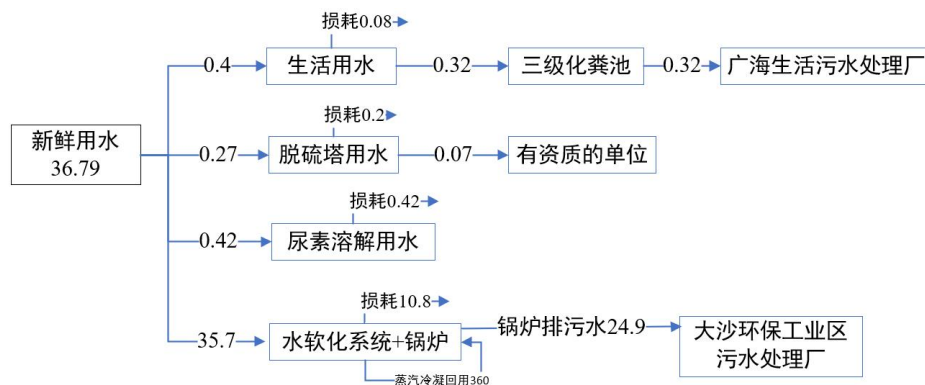 损耗0.08
0.4
生活用水
0.32
三级化粪池
0.32
广海生活污水处理厂
新鲜用水
36.79
损耗0.2
0.27
脱硫塔用水
0.07
有资质的单位
损耗0.42
0.42
尿素溶解用水
损耗10.8
35.7
水软化系统+锅炉
锅炉排污水24.9
大沙环保工业区
污水处理厂
蒸汽冷凝回用360